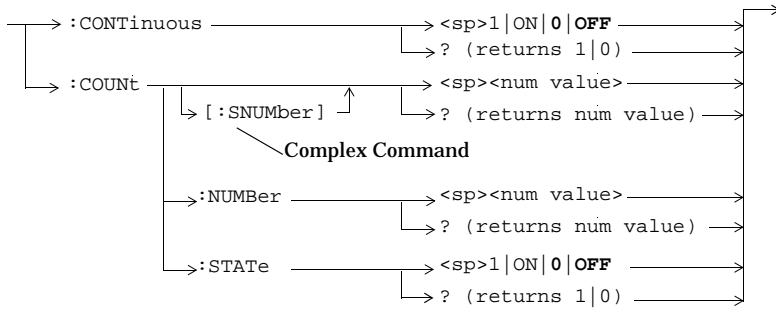 :CONTinuous <sp>1|ON|0|OFF
? (returns 1|0)
:COUNt <sp><num value>
[:SNUMber] ? (returns num value)
Complex Command
:NUMBer <sp><num value>
? (returns num value)
:STATe <sp>1|ON|0|OFF
? (returns 1|0)